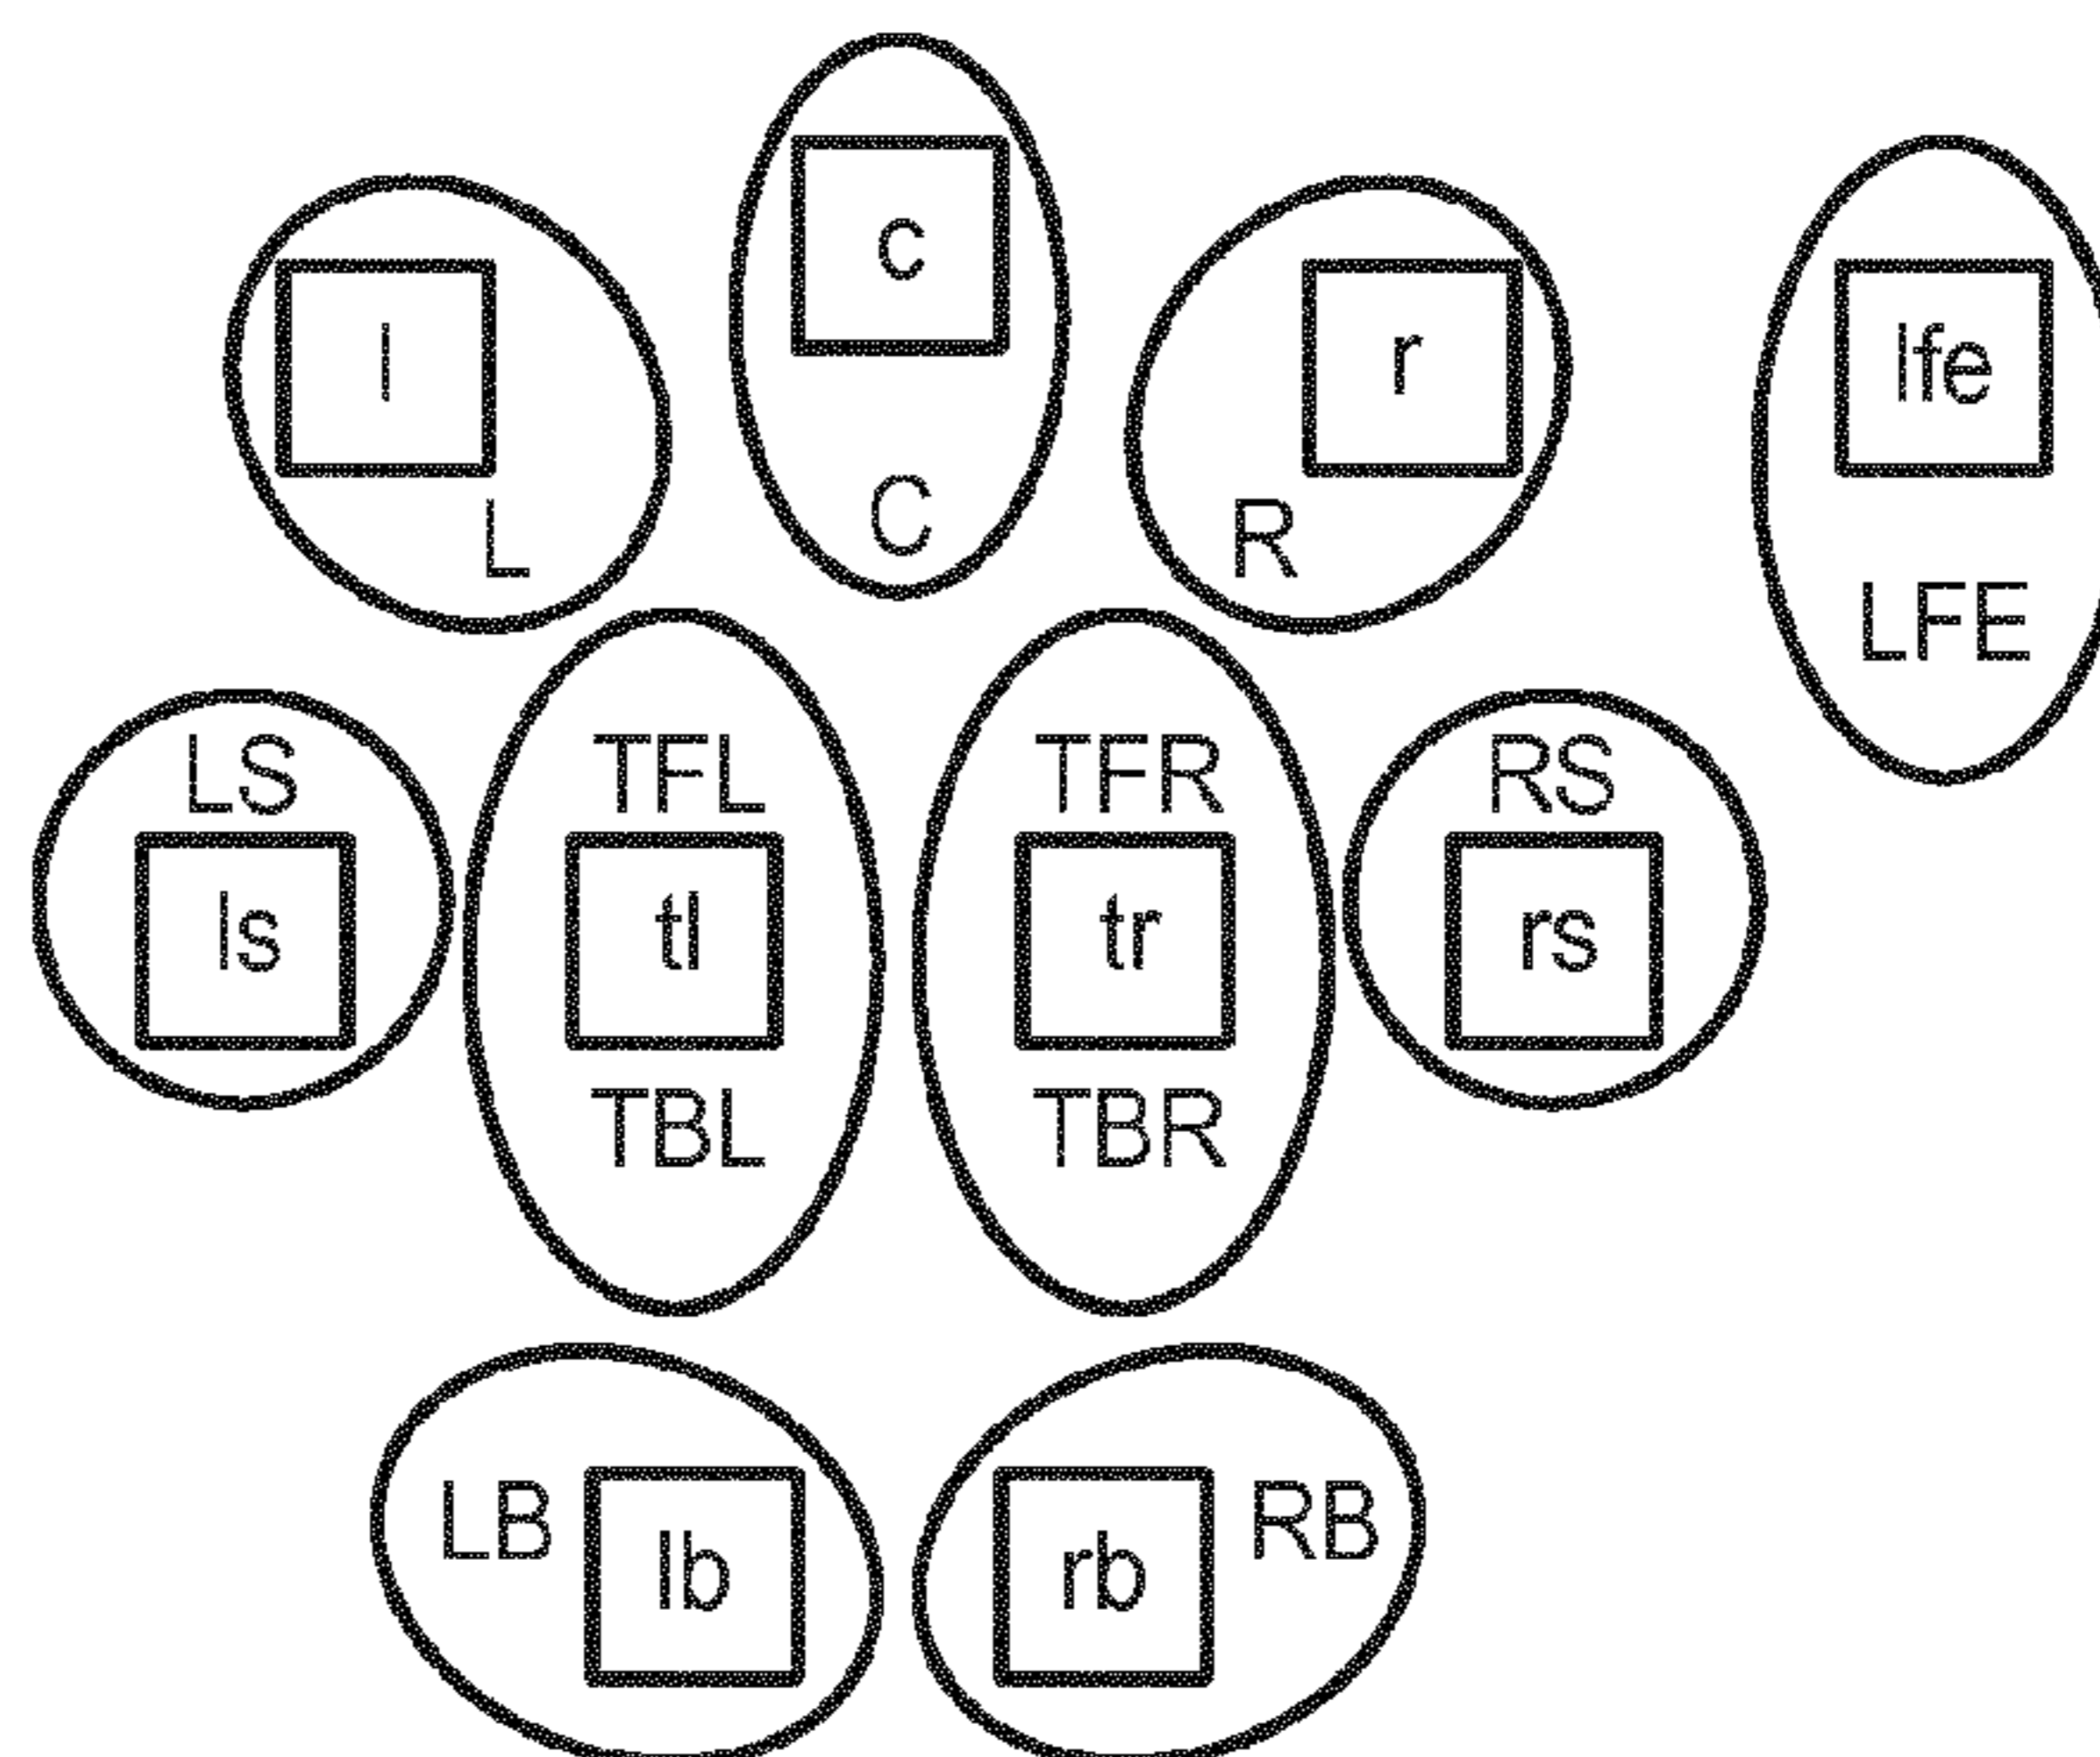 c
l
r
lfe
C
L
R
LFE
LS TFL TFR RS
ls tl tr rs
TBL TBR
LB lb rb RB